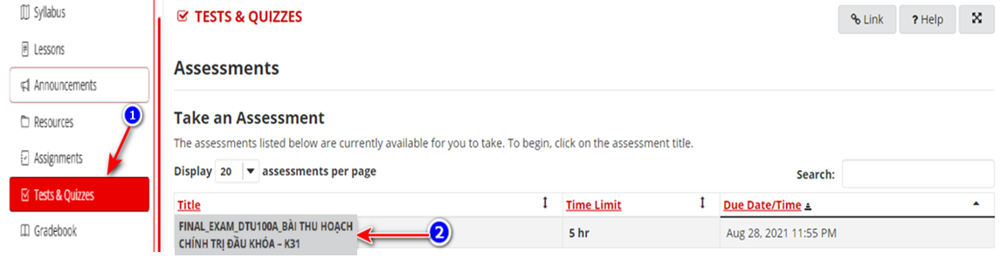 Syllabus
Lessons
Announcements
Resources
Assignments
Tests & Quizzes
Gradebook
1
TESTS & QUIZZES
Link
? Help
Assessments
Take an Assessment
The assessments listed below are currently available for you to take. To begin, click on the assessment title.
Display 20 assessments per page
Search:
Title Time Limit Due Date/Time
FINAL_EXAM_DTU100A_BÀI THU HOẠCH
CHÍNH TRỊ ĐẦU KHÓA – K31
2
5 hr
Aug 28, 2021 11:55 PM